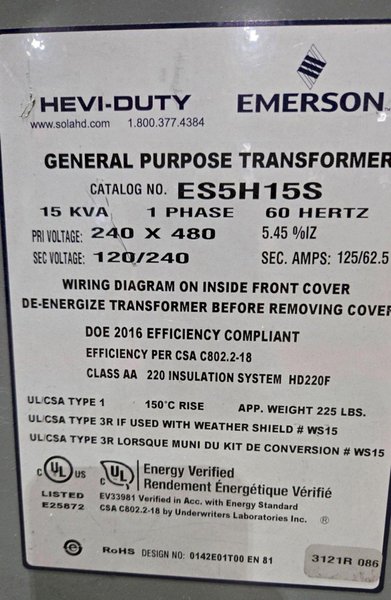 HEVI-DUTY
EMERSON
www.solahd.com 1.800.377.4384
GENERAL PURPOSE TRANSFORMER
CATALOG NO. ES5H15S
15 KVA 1 PHASE 60 HERTZ
PRI VOLTAGE: 240 X 480 5.45 %IZ
SEC VOLTAGE: 120/240 SEC. AMPS: 125/62.5
WIRING DIAGRAM ON INSIDE FRONT COVER
DE-ENERGIZE TRANSFORMER BEFORE REMOVING COVER
DOE 2016 EFFICIENCY COMPLIANT
EFFICIENCY PER CSA C802.2-18
CLASS AA 220 INSULATION SYSTEM HD220F
UL/CSA TYPE 1 150°C RISE APP. WEIGHT 225 LBS.
UL/CSA TYPE 3R IF USED WITH WEATHER SHIELD # WS15
UL/CSA TYPE 3R LORSQUE MUNI DU KIT DE CONVERSION # WS15
c UL US
c UL
Energy Verified
Rendement Énergétique Vérifié
LISTED
E25872
EV33981 Verified in Acc. with Energy Standard
CSA C802.2-18 by Underwriters Laboratories Inc. ®
RoHS DESIGN NO: 0142E01T00 EN 81
3121R 086